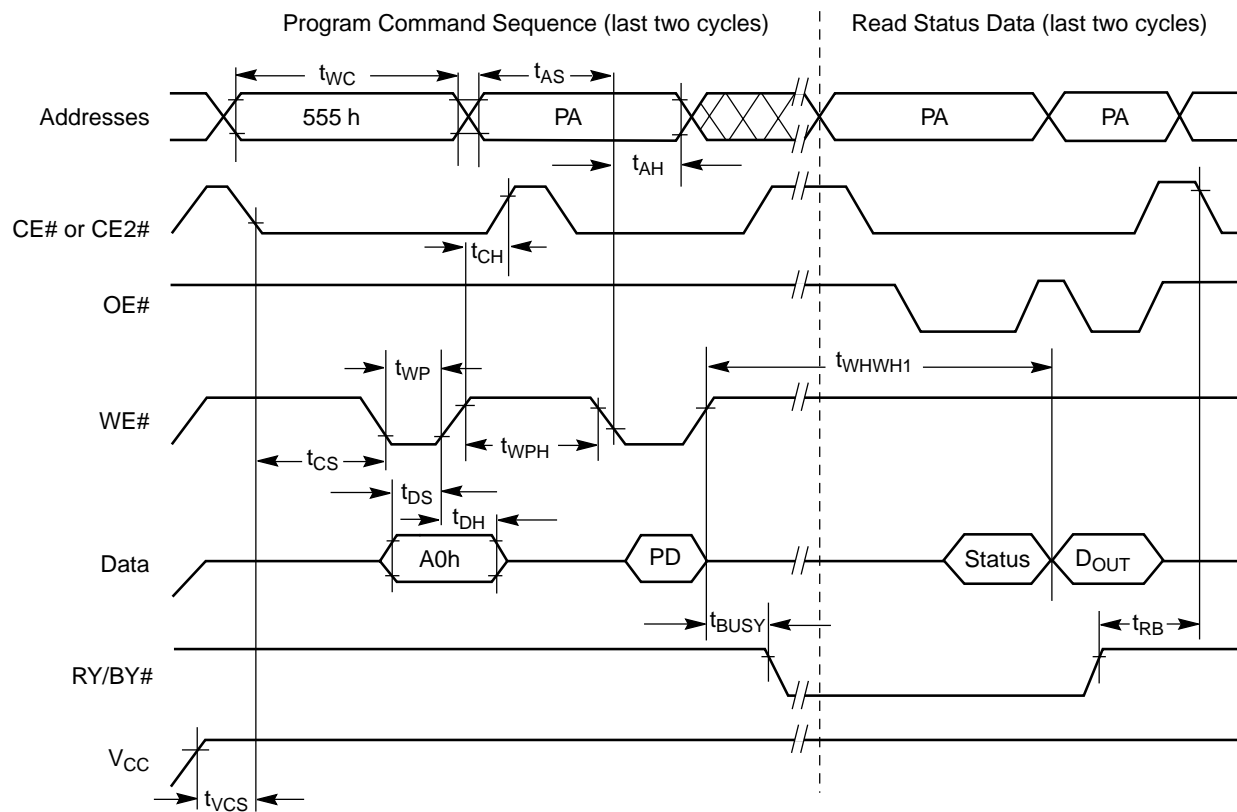 Program Command Sequence (last two cycles) Read Status Data (last two cycles)
tWC tAS
Addresses 555 h PA PA PA
tAH
CE# or CE2#
tCH
OE#
tWP tWHWH1
WE#
tCS tWPH
tDS
tDH
Data A0h PD Status DOUT
tBUSY tRB
RY/BY#
VCC
tVCS